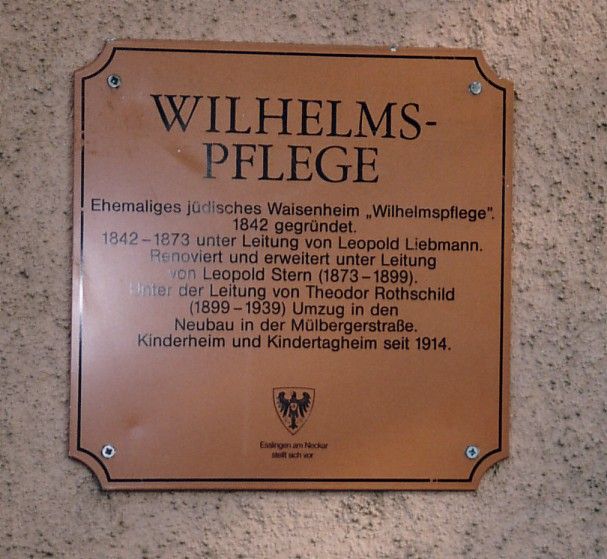 WILHELMS-
PFLEGE
Ehemaliges jüdisches Waisenheim „Wilhelmspflege".
1842 gegründet.
1842–1873 unter Leitung von Leopold Liebmann.
Renoviert und erweitert unter Leitung
von Leopold Stern (1873–1899).
Unter der Leitung von Theodor Rothschild
(1899–1939) Umzug in den
Neubau in der Mülbergerstraße.
Kinderheim und Kindertagheim seit 1914.
Esslingen am Neckar
stellt sich vor